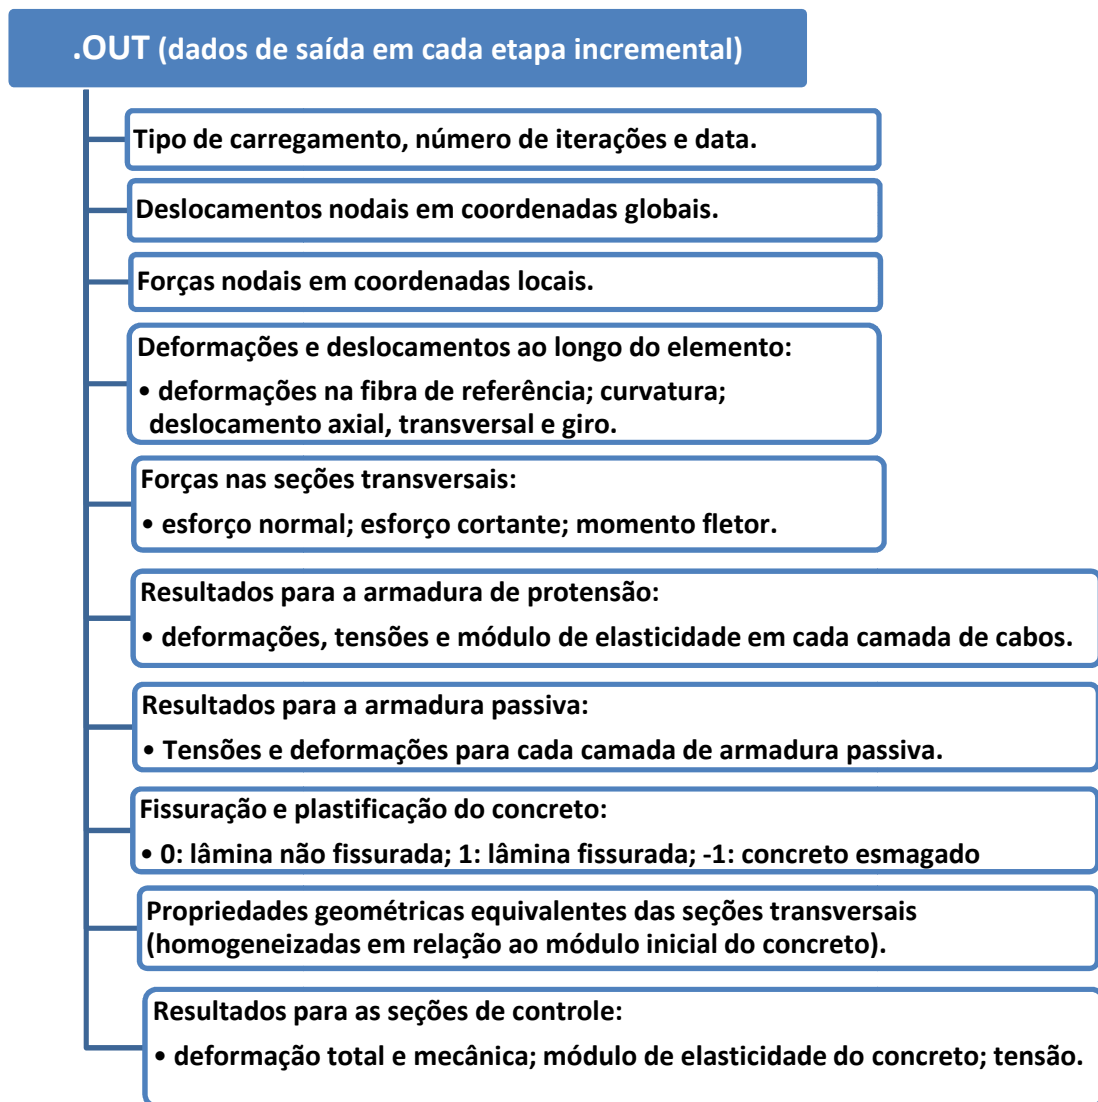 .OUT (dados de saída em cada etapa incremental)
Tipo de carregamento, número de iterações e data.
Deslocamentos nodais em coordenadas globais.
Forças nodais em coordenadas locais.
Deformações e deslocamentos ao longo do elemento:
• deformações na fibra de referência; curvatura;
deslocamento axial, transversal e giro.
Forças nas seções transversais:
• esforço normal; esforço cortante; momento fletor.
Resultados para a armadura de protensão:
• deformações, tensões e módulo de elasticidade em cada camada de cabos.
Resultados para a armadura passiva:
• Tensões e deformações para cada camada de armadura passiva.
Fissuração e plastificação do concreto:
• 0: lâmina não fissurada; 1: lâmina fissurada; -1: concreto esmagado
Propriedades geométricas equivalentes das seções transversais
(homogeneizadas em relação ao módulo inicial do concreto).
Resultados para as seções de controle:
• deformação total e mecânica; módulo de elasticidade do concreto; tensão.